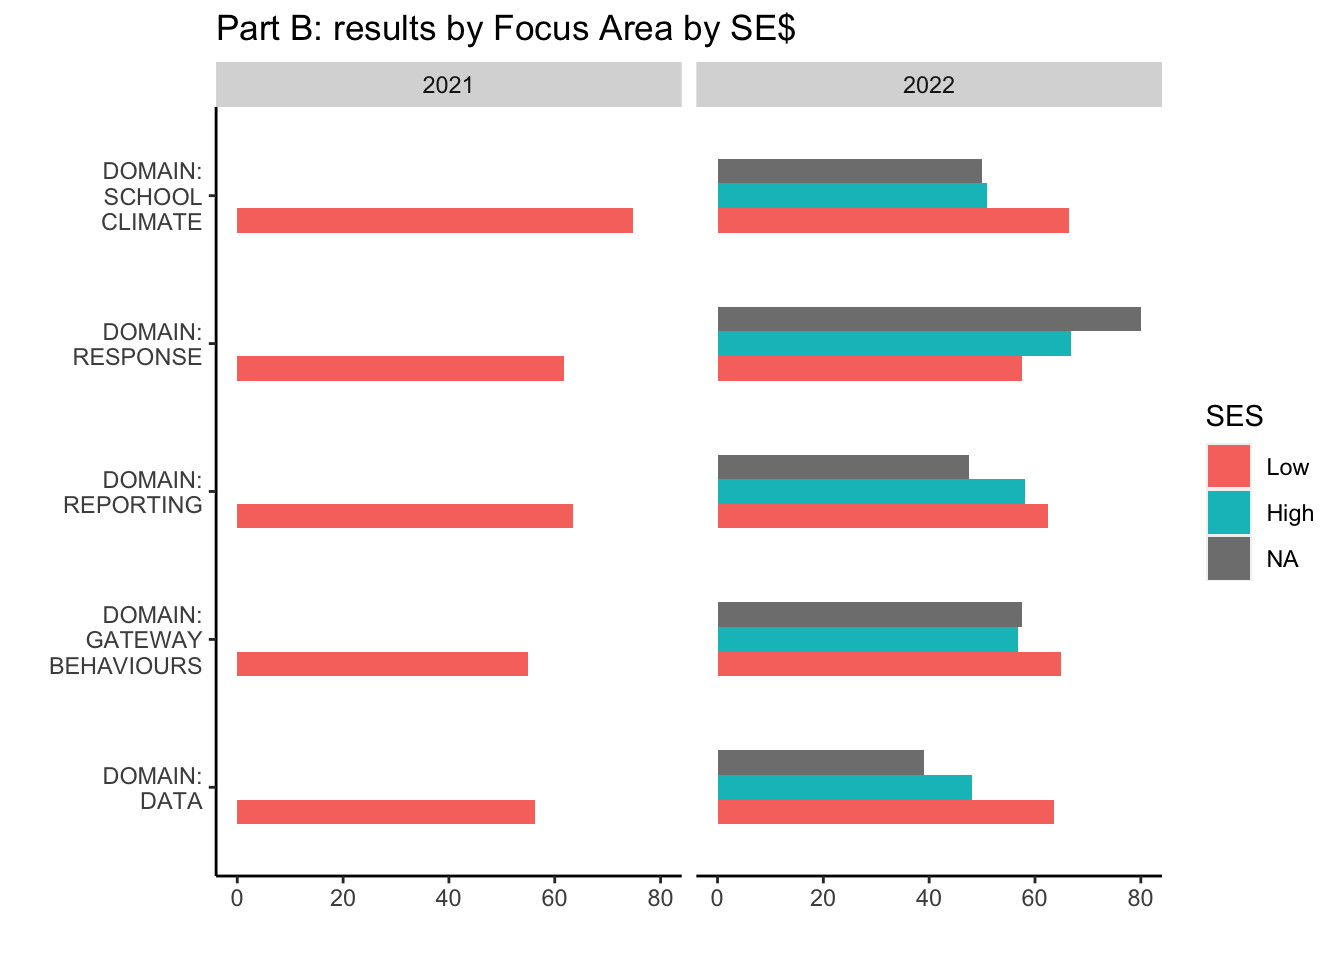 Part B: results by Focus Area by SE$
2021
2022
DOMAIN:
SCHOOL
CLIMATE
DOMAIN:
RESPONSE
DOMAIN:
REPORTING
DOMAIN:
GATEWAY
BEHAVIOURS
DOMAIN:
DATA
0 20 40 60 80
0 20 40 60 80
SES
Low
High
NA